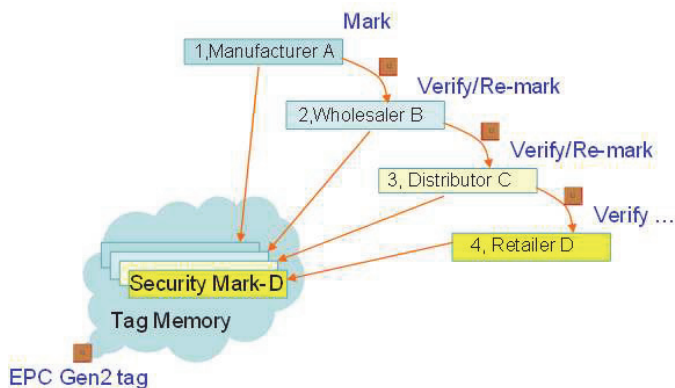 Mark
1,Manufacturer A
Verify/Re-mark
2,Wholesaler B
Verify/Re-mark
3, Distributor C
Verify ...
4, Retailer D
Security Mark-D
Tag Memory
EPC Gen2 tag